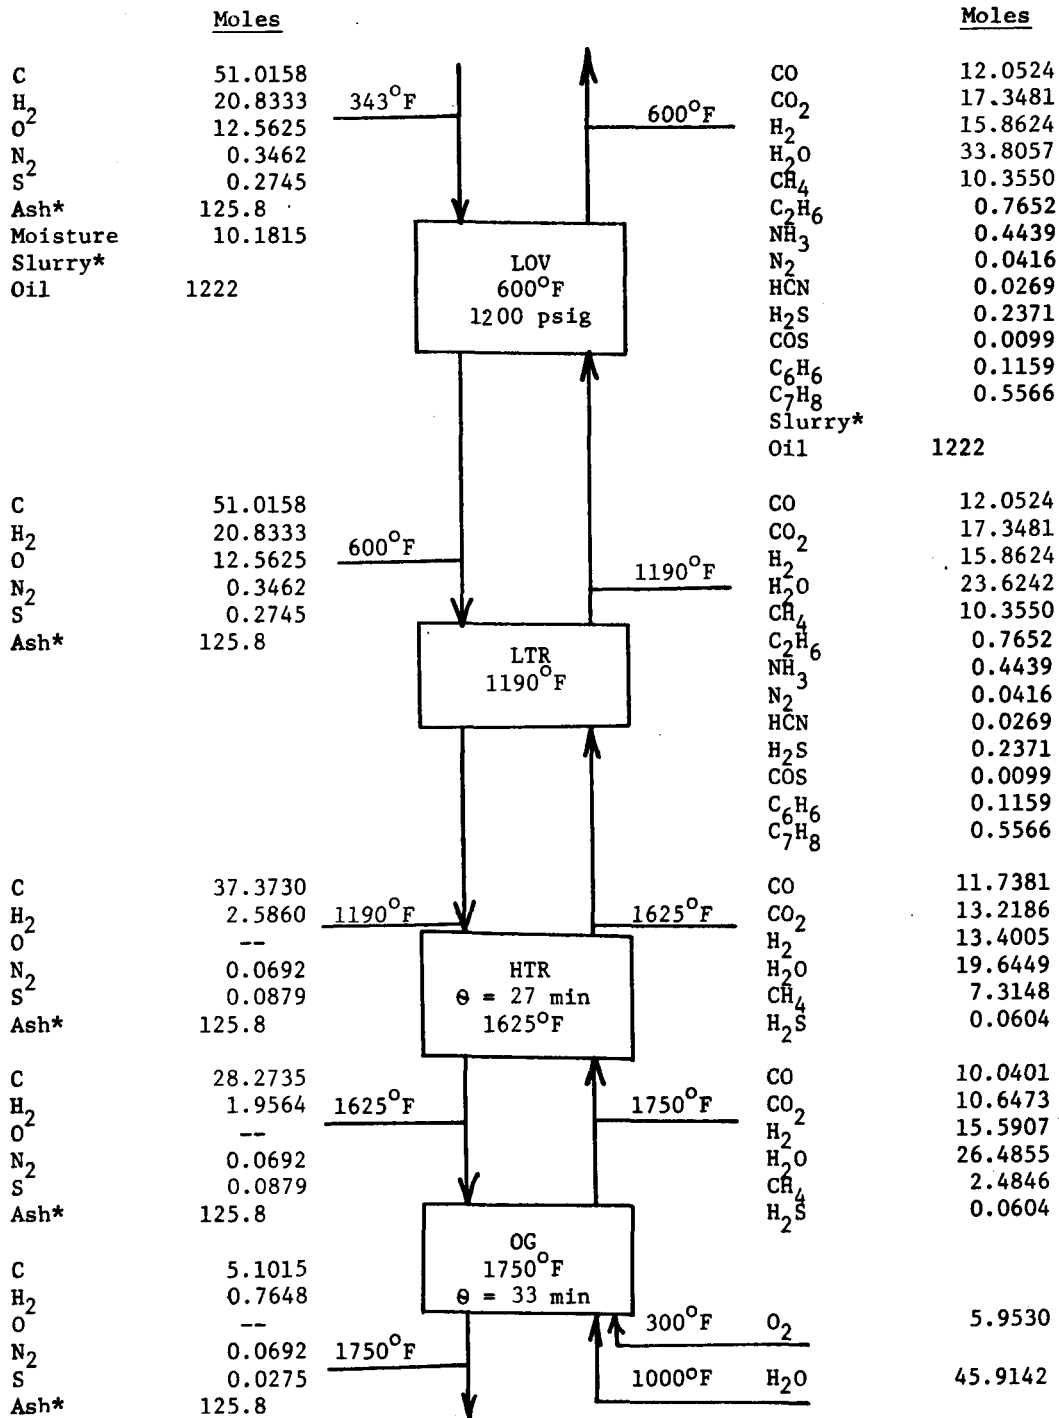 Moles
C 51.0158
H2 20.8333
O 12.5625
N2 0.3462
S 0.2745
Ash* 125.8
Moisture 10.1815
Slurry*
Oil 1222
343°F
LOV
600°F
1200 psig
600°F
Moles
CO 12.0524
CO2 17.3481
H2 15.8624
H2O 33.8057
CH4 10.3550
C2H6 0.7652
NH3 0.4439
N2 0.0416
HCN 0.0269
H2S 0.2371
COS 0.0099
C6H6 0.1159
C7H8 0.5566
Slurry*
Oil 1222
C 51.0158
H2 20.8333
O 12.5625
N2 0.3462
S 0.2745
Ash* 125.8
600°F
LTR
1190°F
1190°F
CO 12.0524
CO2 17.3481
H2 15.8624
H2O 23.6242
CH4 10.3550
C2H6 0.7652
NH3 0.4439
N2 0.0416
HCN 0.0269
H2S 0.2371
COS 0.0099
C6H6 0.1159
C7H8 0.5566
C 37.3730
H2 2.5860
O --
N2 0.0692
S 0.0879
Ash* 125.8
1190°F
HTR
θ = 27 min
1625°F
1625°F
CO 11.7381
CO2 13.2186
H2 13.4005
H2O 19.6449
CH4 7.3148
H2S 0.0604
C 28.2735
H2 1.9564
O --
N2 0.0692
S 0.0879
Ash* 125.8
1625°F
OG
1750°F
θ = 33 min
1750°F
CO 10.0401
CO2 10.6473
H2 15.5907
H2O 26.4855
CH4 2.4846
H2S 0.0604
C 5.1015
H2 0.7648
O --
N2 0.0692
S 0.0275
Ash* 125.8
1750°F
300°F O2 5.9530
1000°F H2O 45.9142